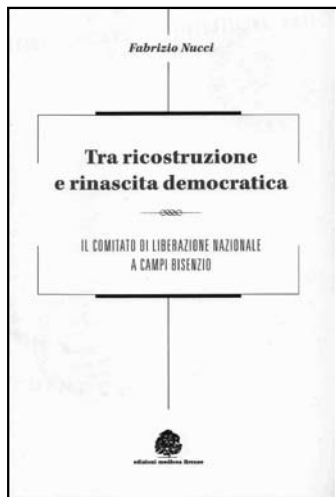 Fabrizio Nucci
Tra ricostruzione
e rinascita democratica
IL COMITATO DI LIBERAZIONE NAZIONALE
A CAMPI BISENZIO
edizioni medicea firenze